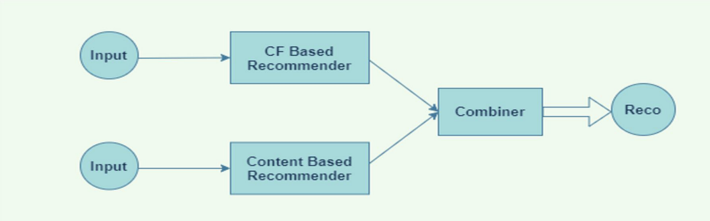 Input
CF Based
Recommender
Combiner
Reco
Input
Content Based
Recommender